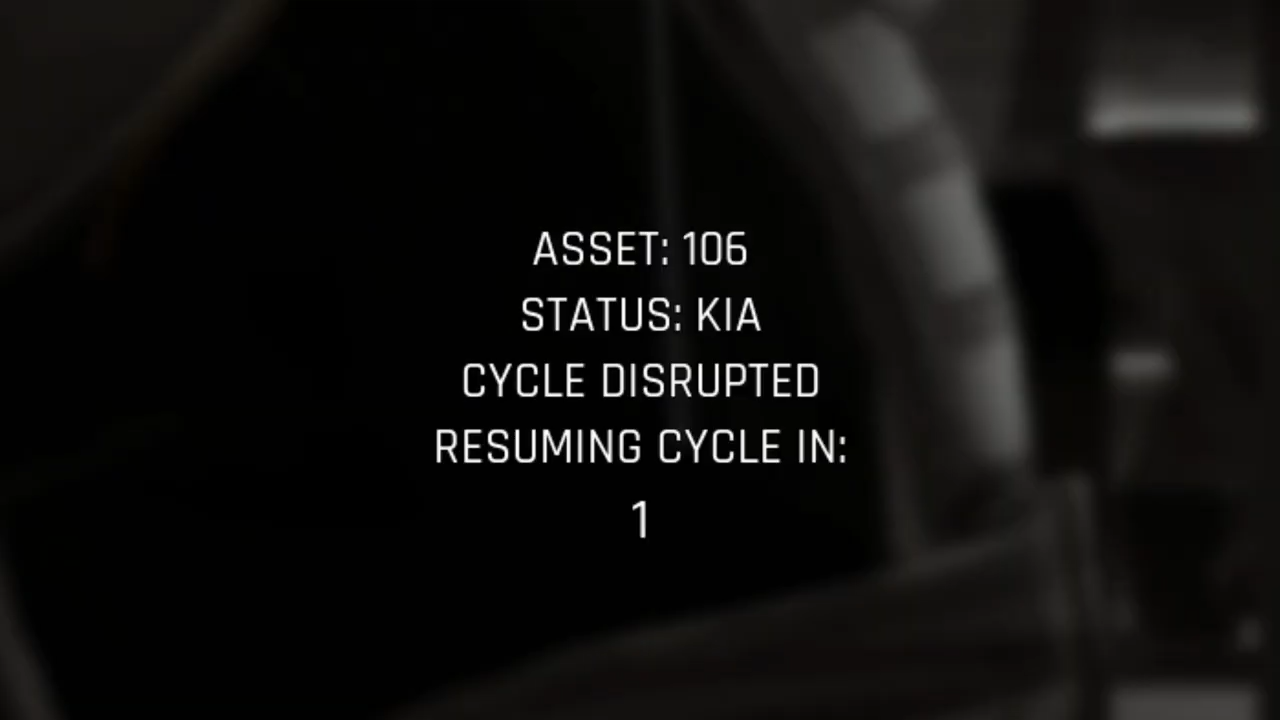 ASSET: 106
STATUS: KIA
CYCLE DISRUPTED
RESUMING CYCLE IN:
1